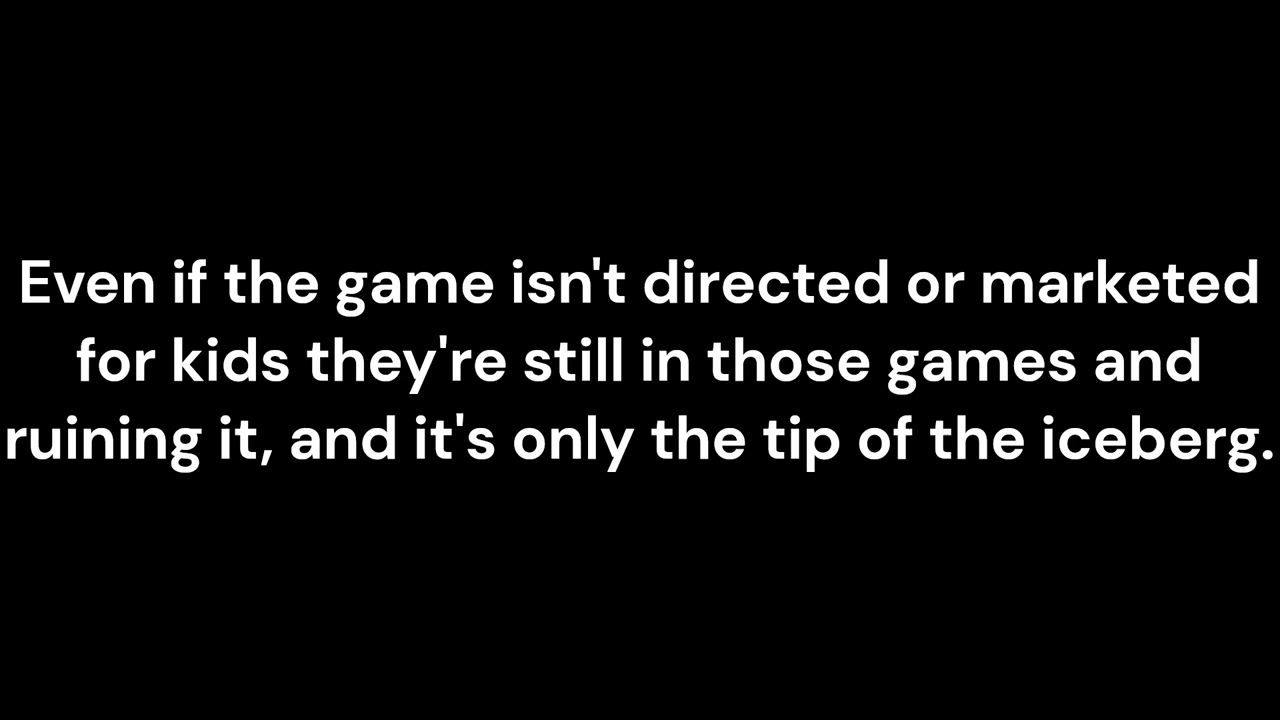 Even if the game isn't directed or marketed
for kids they're still in those games and
ruining it, and it's only the tip of the iceberg.